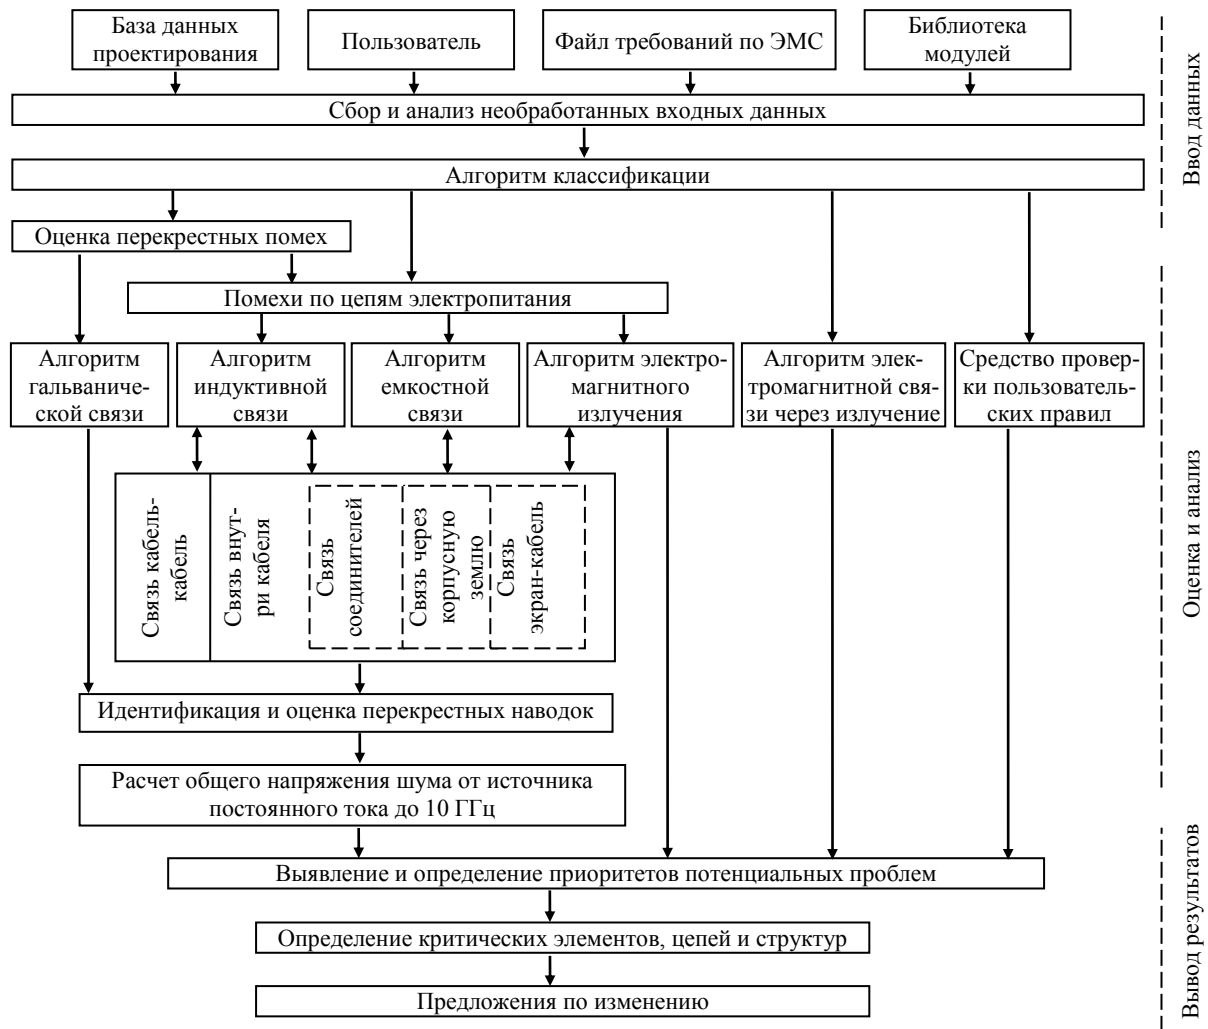 База данных
проектирования
Пользователь
Файл требований по ЭМС
Библиотека
модулей
Сбор и анализ необработанных входных данных
Алгоритм классификации
Ввод данных
Оценка перекрестных помех
Помехи по цепям электропитания
Алгоритм
гальваниче-
ской связи
Алгоритм
индуктивной
связи
Алгоритм
емкостной
связи
Алгоритм электро-
магнитного
излучения
Алгоритм элек-
тромагнитной свя-
зи через излучение
Средство провер-
ки пользователь-
ских правил
Связь кабель-
кабель
Связь внут-
ри кабеля
Связь
соединителей
Связь через
корпусную
землю
Связь
экран-кабель
Оценка и анализ
Идентификация и оценка перекрестных наводок
Расчет общего напряжения шума от источника
постоянного тока до 10 ГГц
Выявление и определение приоритетов потенциальных проблем
Определение критических элементов, цепей и структур
Предложения по изменению
Вывод результатов